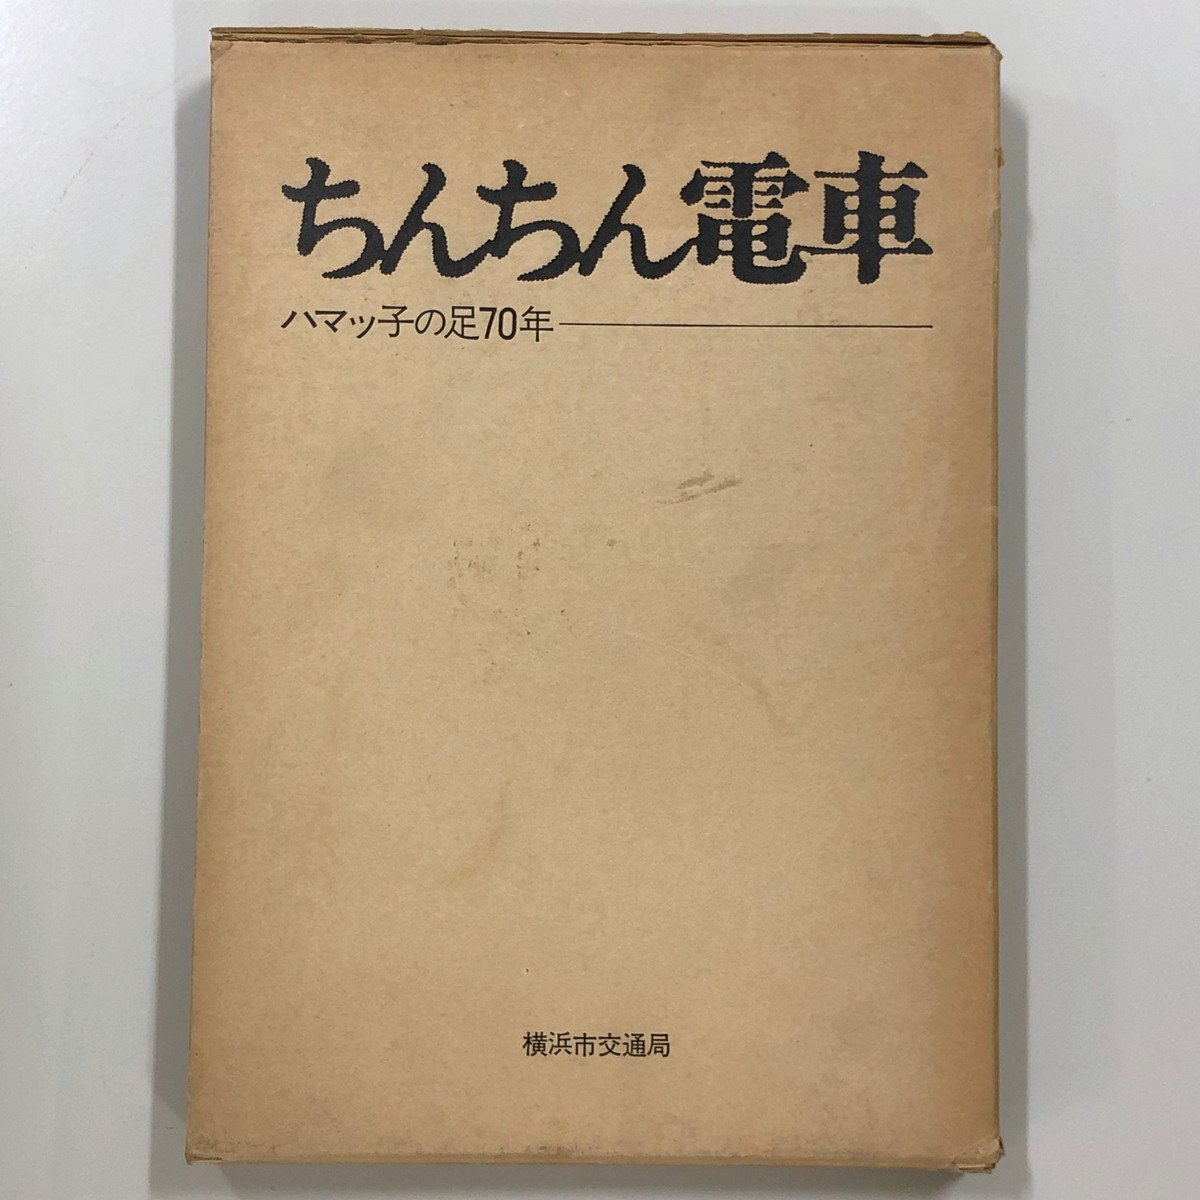 ちんちん電車
ハマッ子の足70年
横浜市交通局